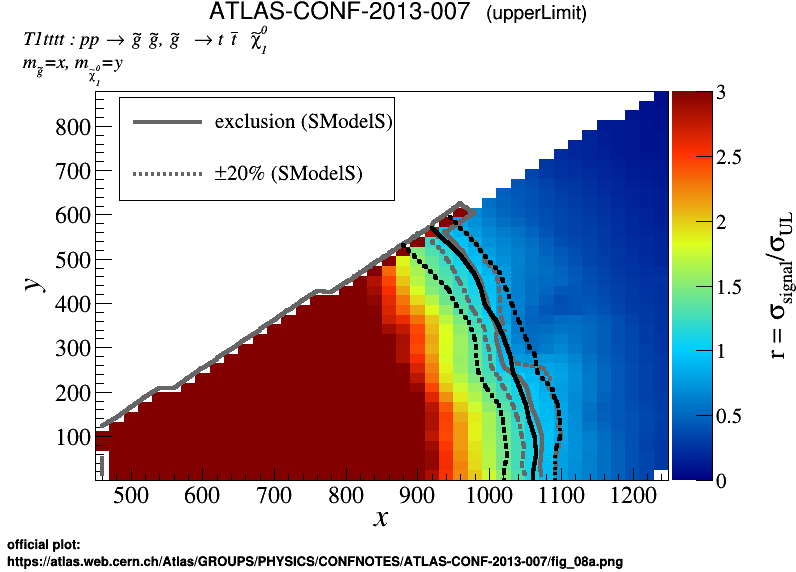 ATLAS-CONF-2013-007 (upperLimit)
T1tttt : pp → g̃ g̃, g̃ → t t̄ χ̃⁰₁
m_g̃=x, m_χ̃⁰₁=y
exclusion (SModelS)
±20% (SModelS)
800
700
600
500
400
300
200
100
y
500 600 700 800 900 1000 1100 1200
x
3
2.5
2
1.5
1
0.5
0
r = σ_signal/σ_UL
official plot:
https://atlas.web.cern.ch/Atlas/GROUPS/PHYSICS/CONFNOTES/ATLAS-CONF-2013-007/fig_08a.png